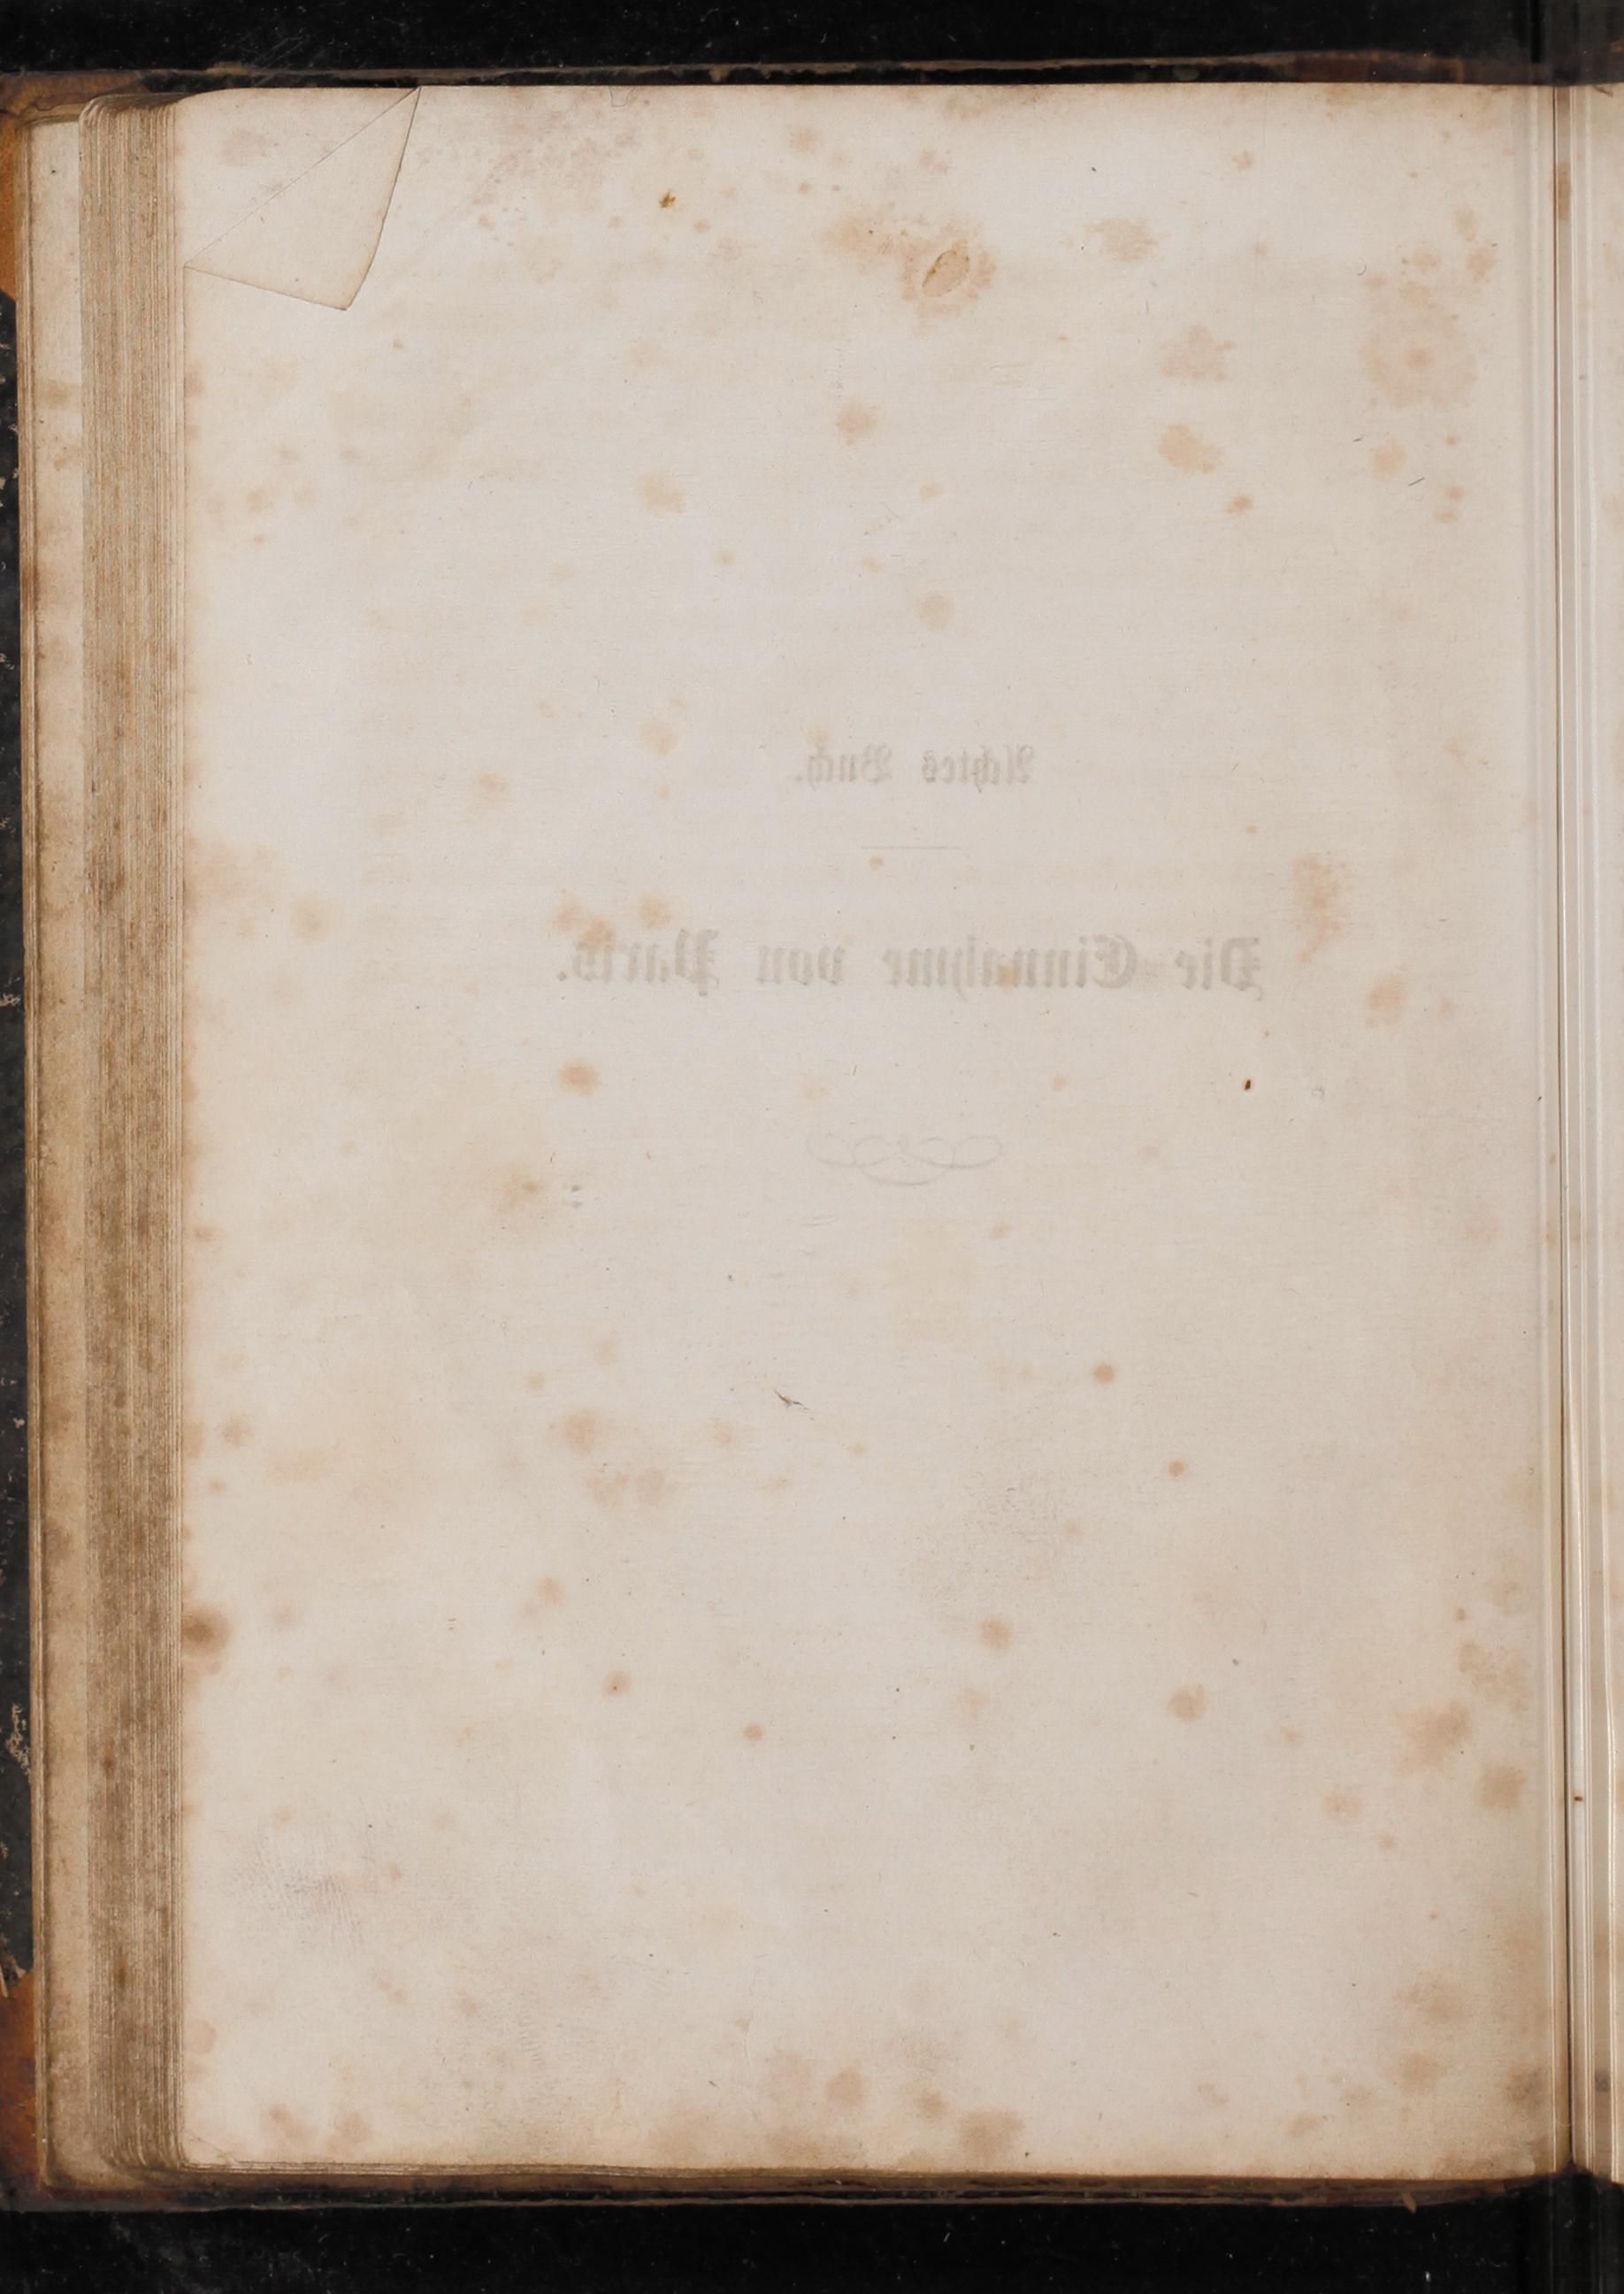 Achtes Buch.
Die Einnahme von Paris.